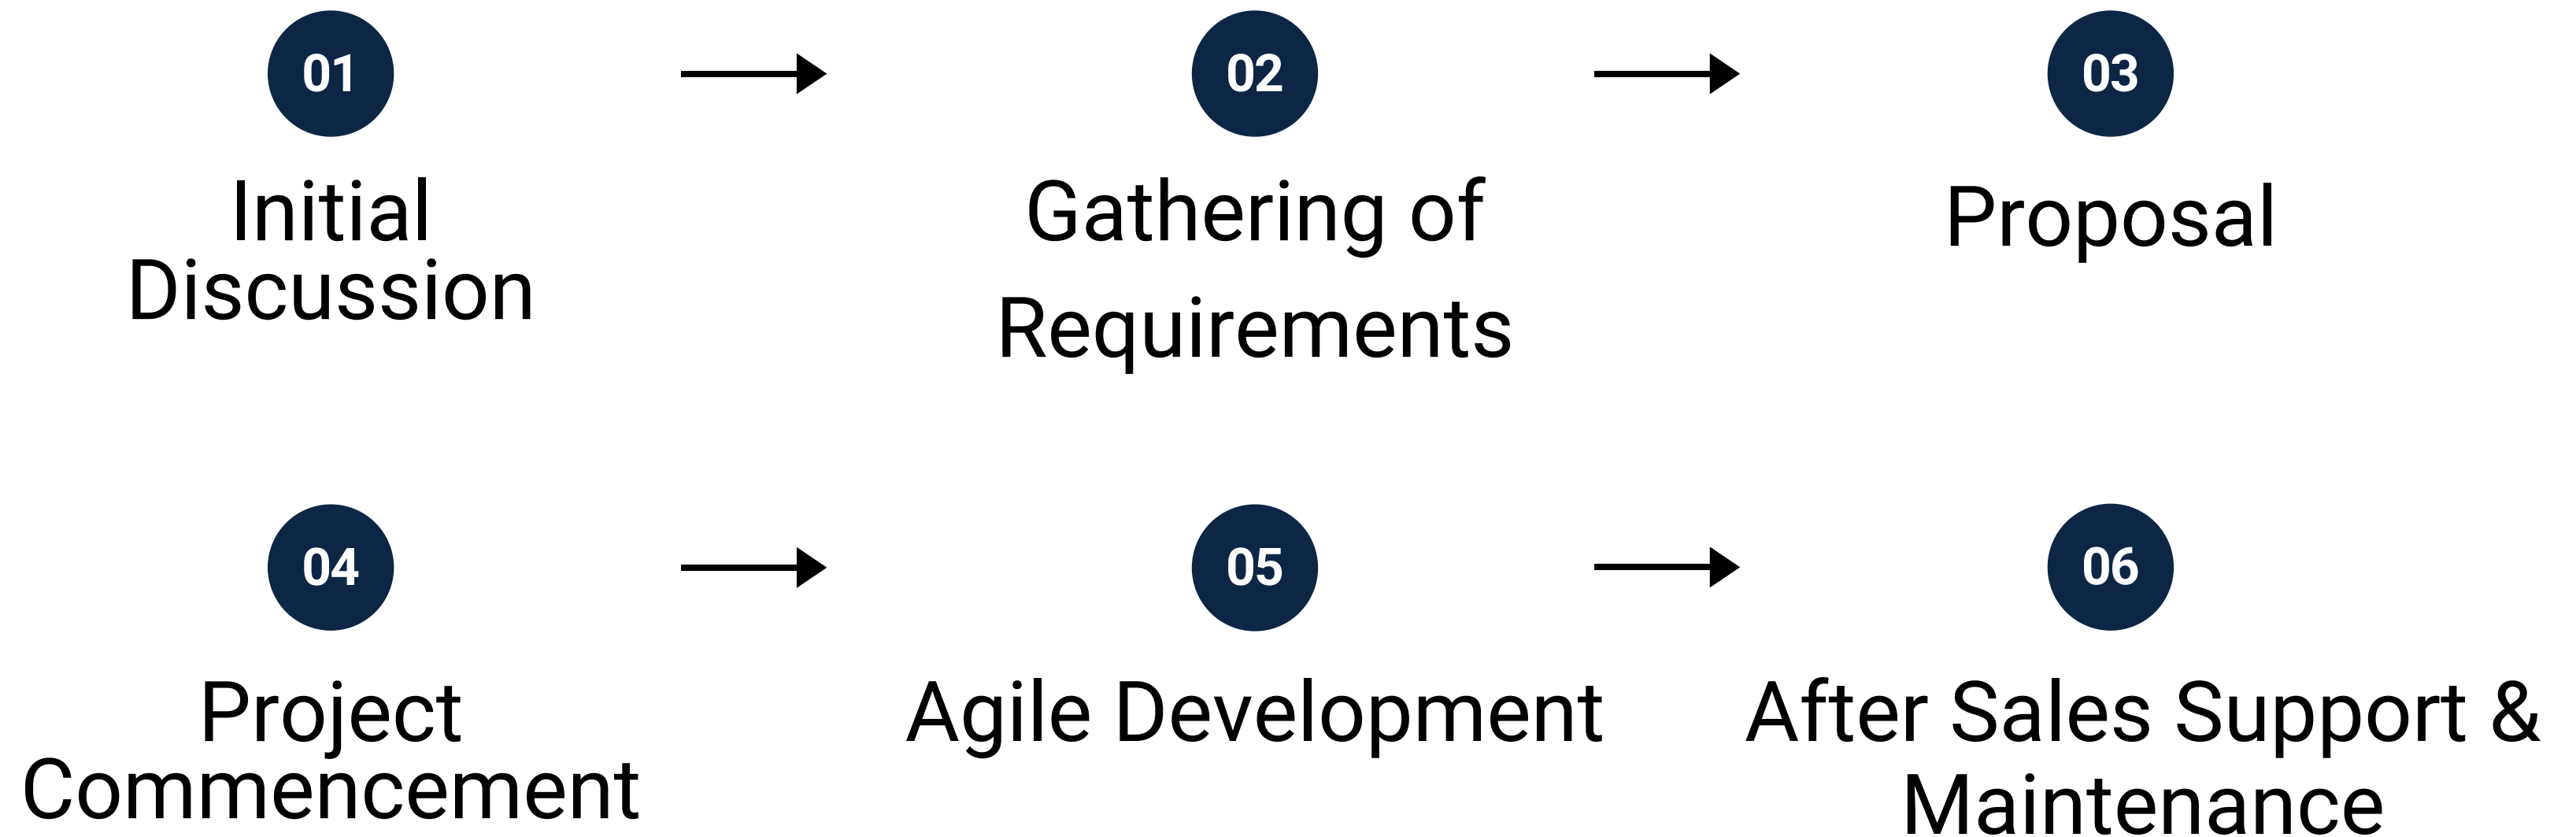 01
02
03
Initial
Discussion
Gathering of
Requirements
Proposal
04
05
06
Project
Commencement
Agile Development
After Sales Support &
Maintenance